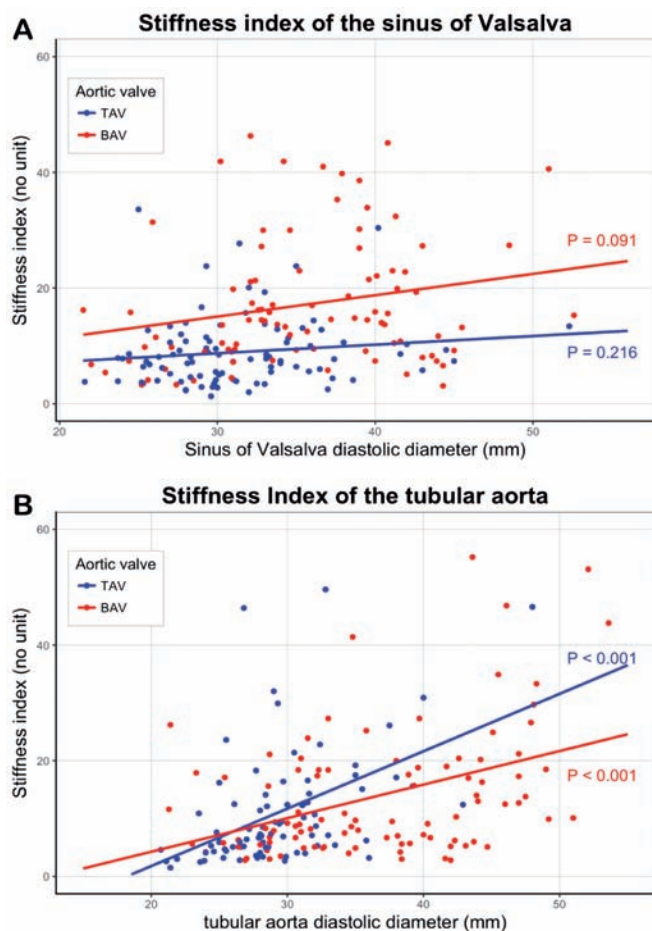 A
Stiffness index of the sinus of Valsalva
60
40
20
0
Stiffness index (no unit)
Aortic valve
TAV
BAV
P = 0.091
P = 0.216
20
30
40
50
Sinus of Valsalva diastolic diameter (mm)
B
Stiffness Index of the tubular aorta
60
40
20
0
Stiffness index (no unit)
Aortic valve
TAV
BAV
P < 0.001
P < 0.001
20
30
40
50
tubular aorta diastolic diameter (mm)